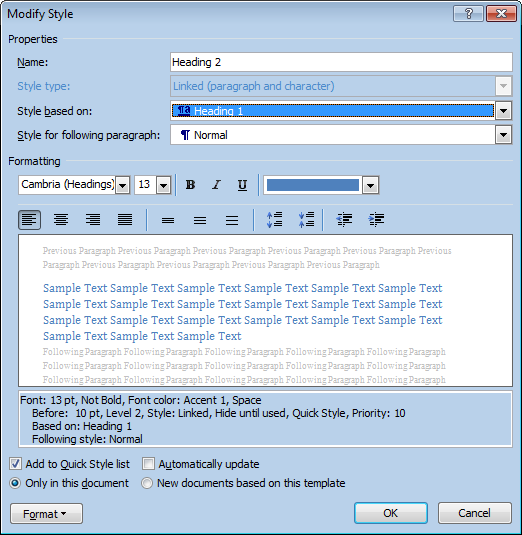 Modify Style
Properties
Name: Heading 2
Style type: Linked (paragraph and character)
Style based on: ¶a Heading 1
Style for following paragraph: ¶ Normal
Formatting
Cambria (Headings) 13 B I U
Previous Paragraph Previous Paragraph Previous Paragraph Previous Paragraph Previous Paragraph Previous
Paragraph Previous Paragraph Previous Paragraph Previous Paragraph Previous Paragraph
Sample Text Sample Text Sample Text Sample Text Sample Text Sample Text
Sample Text Sample Text Sample Text Sample Text Sample Text Sample Text
Sample Text Sample Text Sample Text Sample Text Sample Text Sample Text
Sample Text Sample Text Sample Text
Following Paragraph Following Paragraph Following Paragraph Following Paragraph Following Paragraph
Following Paragraph Following Paragraph Following Paragraph Following Paragraph Following Paragraph
Following Paragraph Following Paragraph Following Paragraph Following Paragraph Following Paragraph
Font: 13 pt, Not Bold, Font color: Accent 1, Space
Before: 10 pt, Level 2, Style: Linked, Hide until used, Quick Style, Priority: 10
Based on: Heading 1
Following style: Normal
Add to Quick Style list Automatically update
Only in this document New documents based on this template
Format OK Cancel